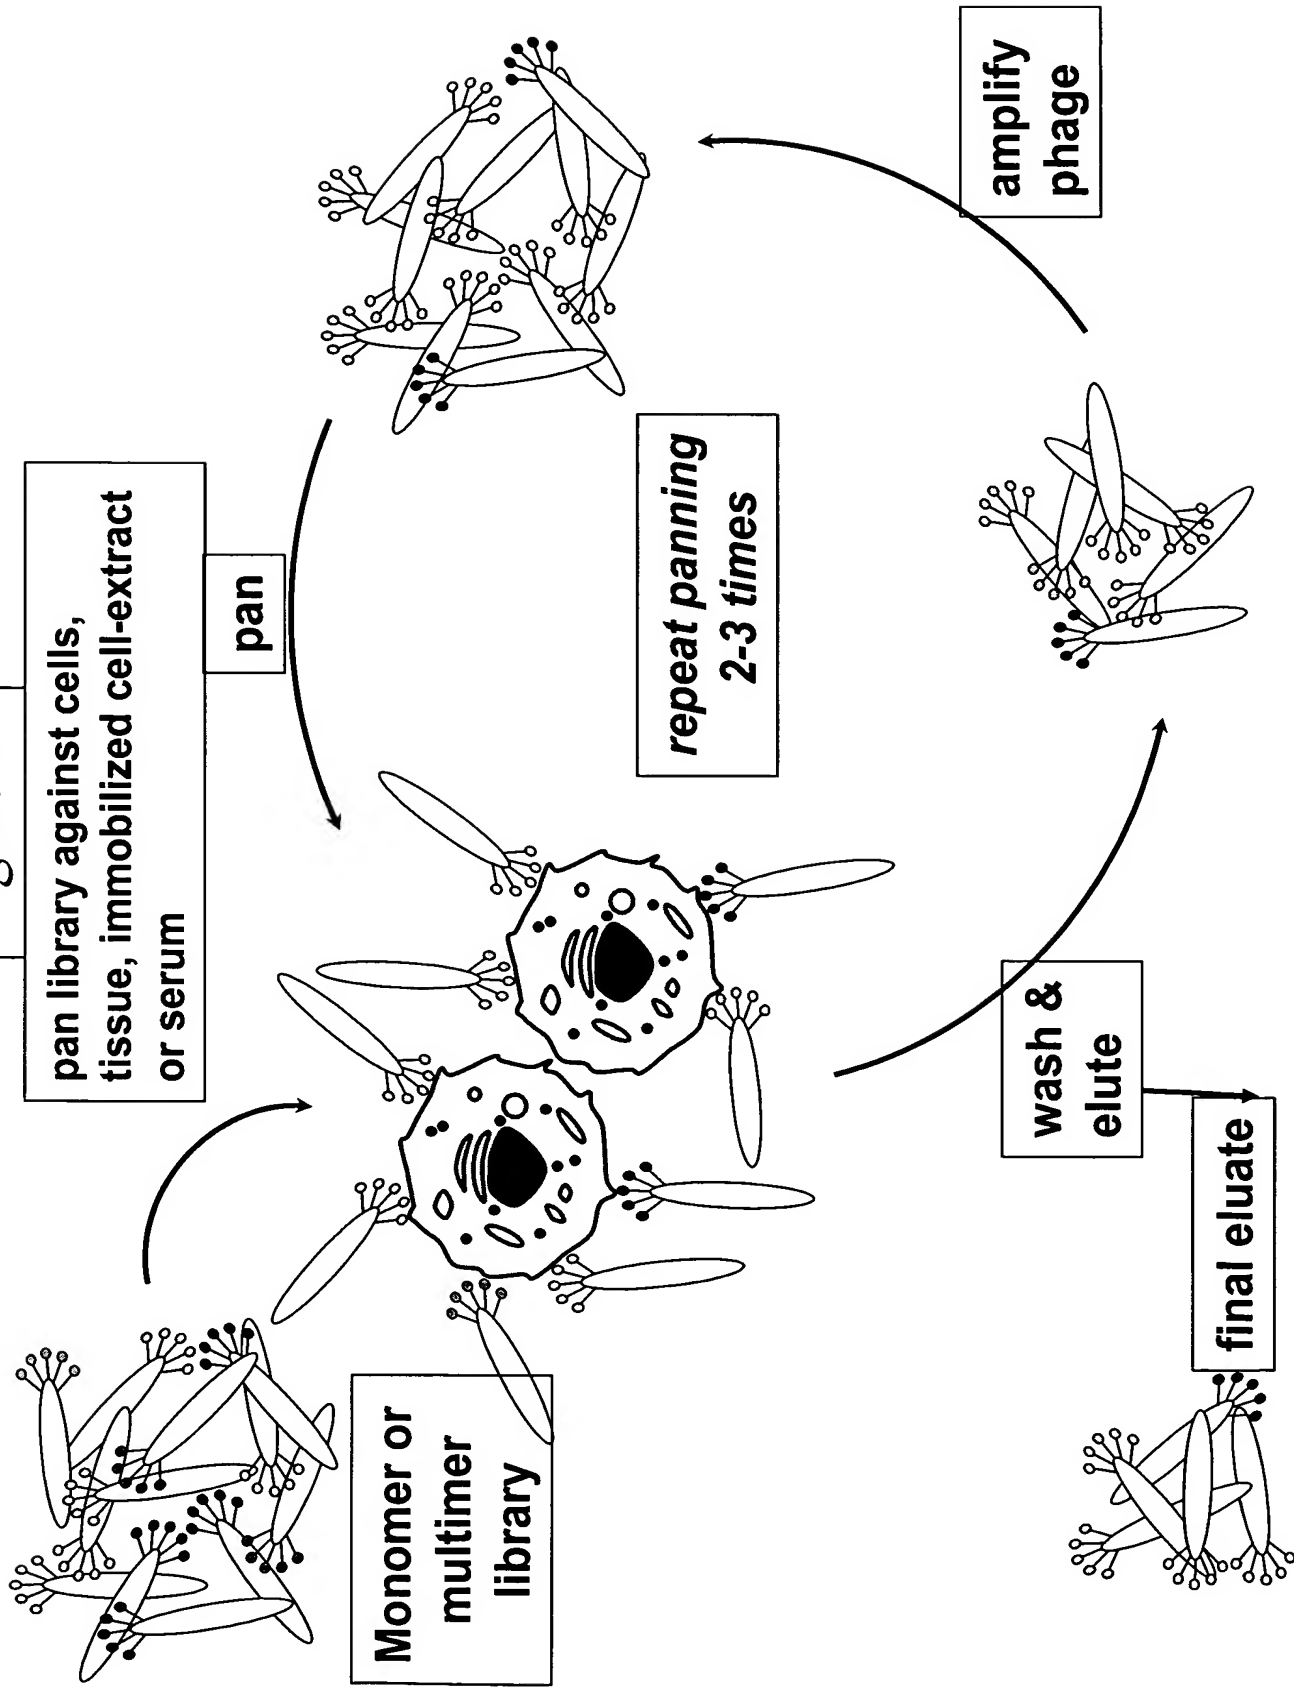 pan library against cells,
tissue, immobilized cell-extract
or serum
pan
Monomer or
multimer
library
repeat panning
2-3 times
amplify
phage
wash &
elute
final eluate